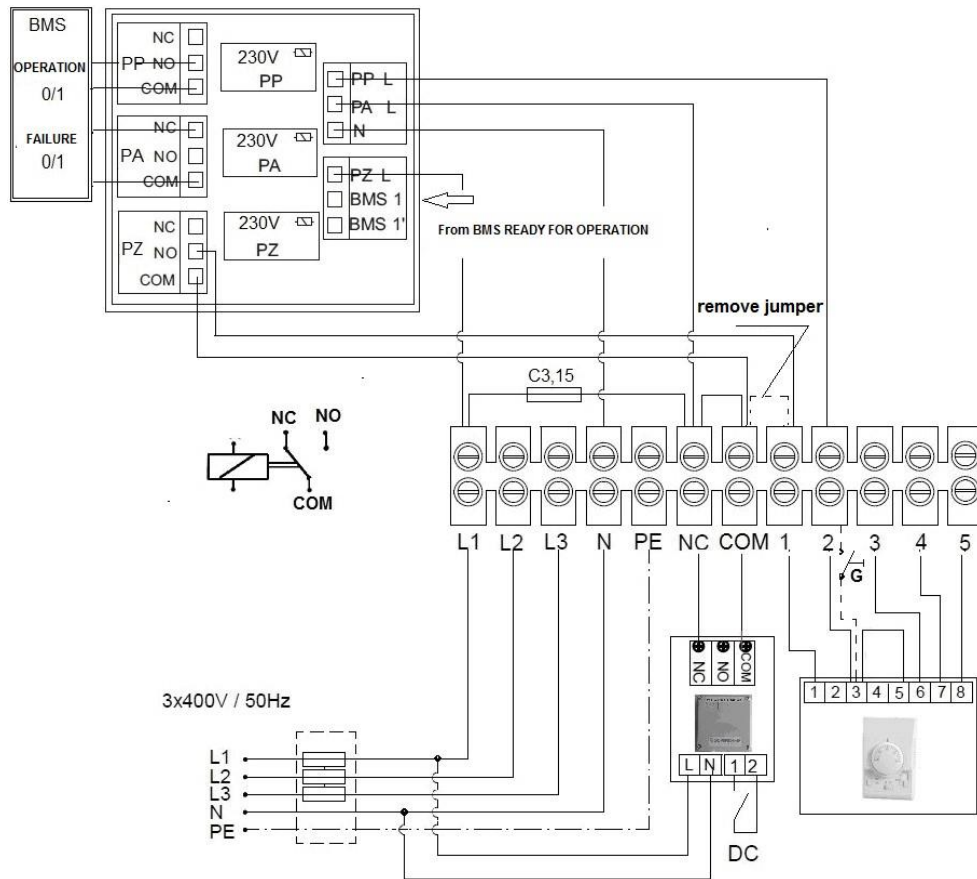 BMS
OPERATION
0/1
FAILURE
0/1
NC
PP NO
COM
NC
PA NO
COM
NC
PZ NO
COM
230V
PP
230V
PA
230V
PZ
PP L
PA L
N
PZ L
BMS 1
BMS 1'
From BMS READY FOR OPERATION
remove jumper
C3,15
NC NO
COM
L1 L2 L3 N PE NC COM 1 2 3 4 5
G
NC NO COM
L N 1 2
DC
1 2 3 4 5 6 7 8
3x400V / 50Hz
L1
L2
L3
N
PE